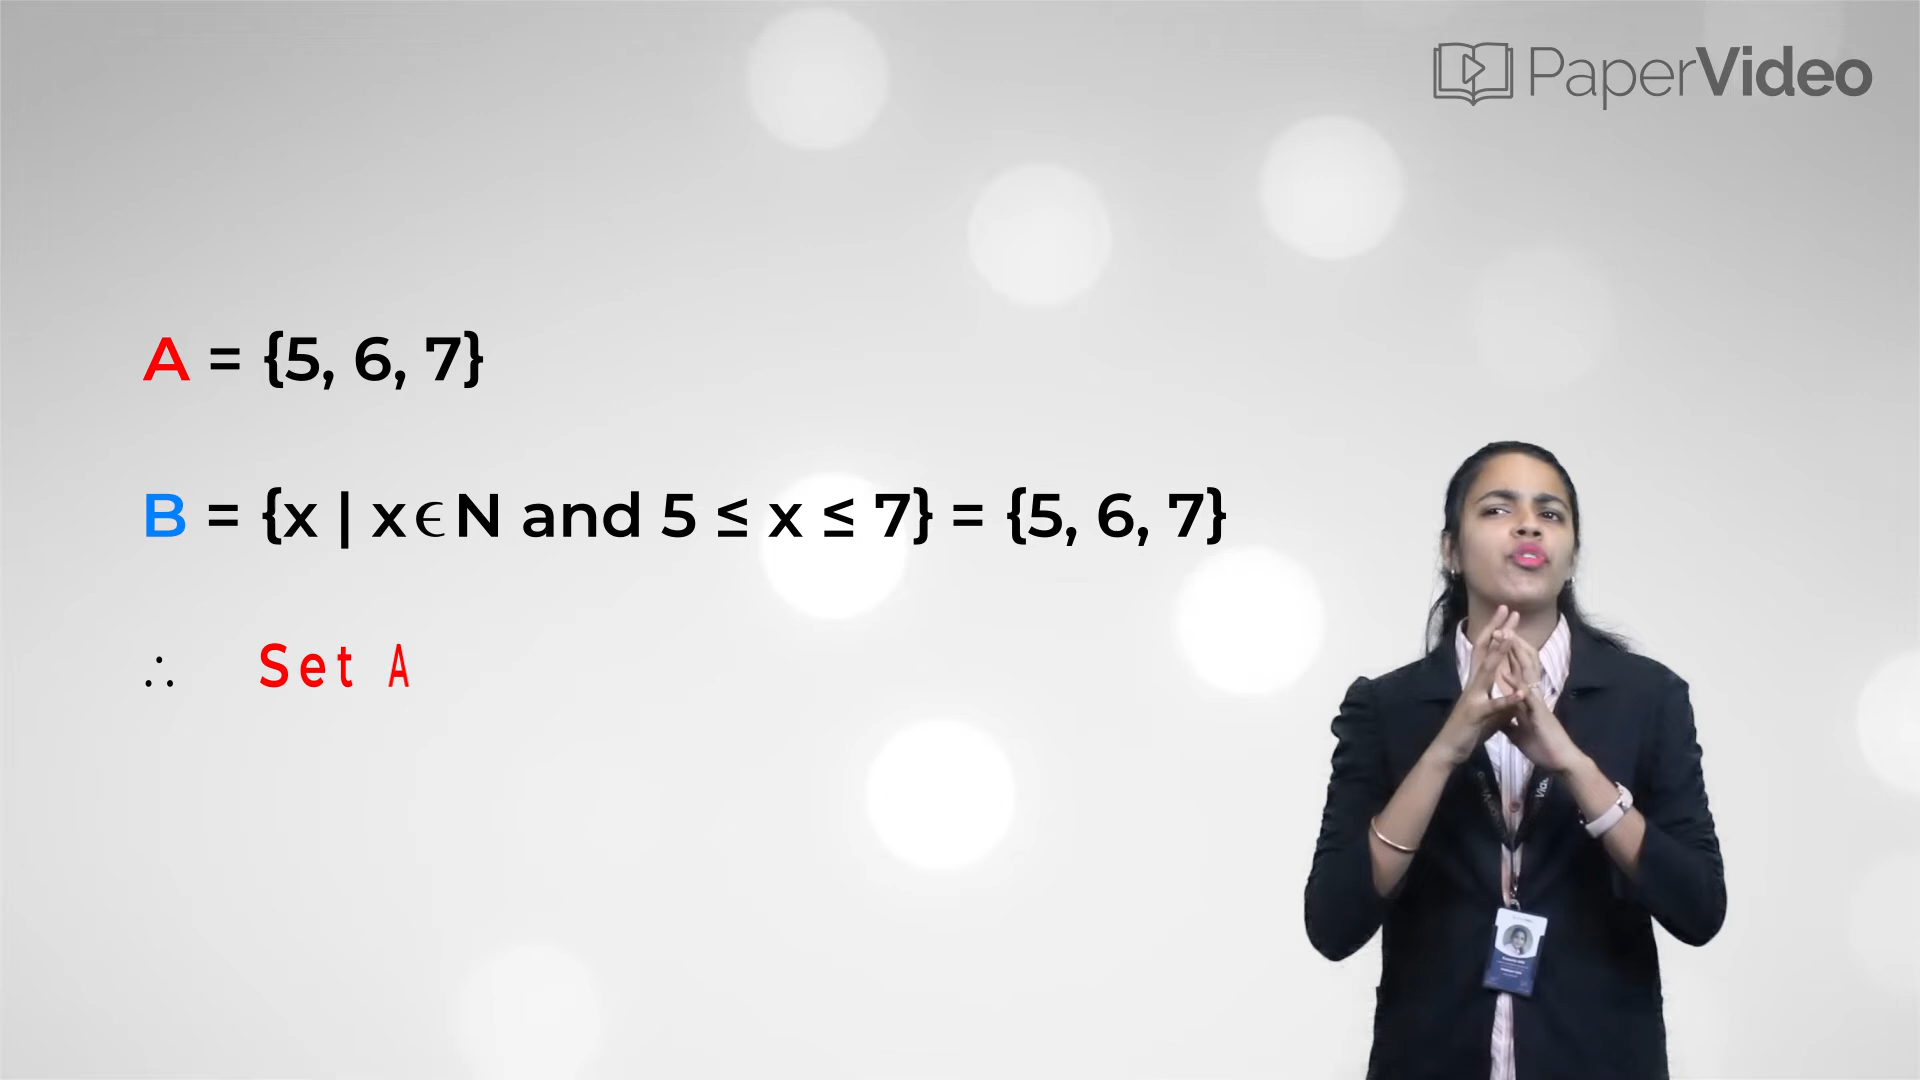 PaperVideo
A = {5, 6, 7}
B = {x | x ϵ N and 5 ≤ x ≤ 7} = {5, 6, 7}
∴ Set A